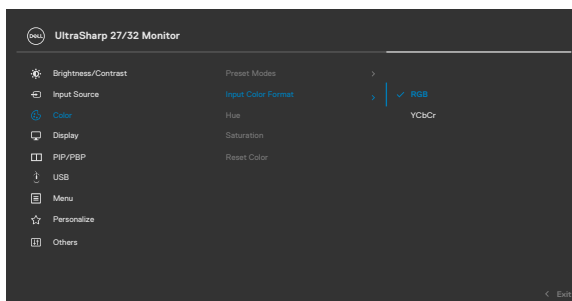 DELL UltraSharp 27/32 Monitor
Brightness/Contrast Preset Modes >
Input Source Input Color Format > ✓ RGB
Color Hue YCbCr
Display Saturation
PIP/PBP Reset Color
USB
Menu
Personalize
Others
< Exit